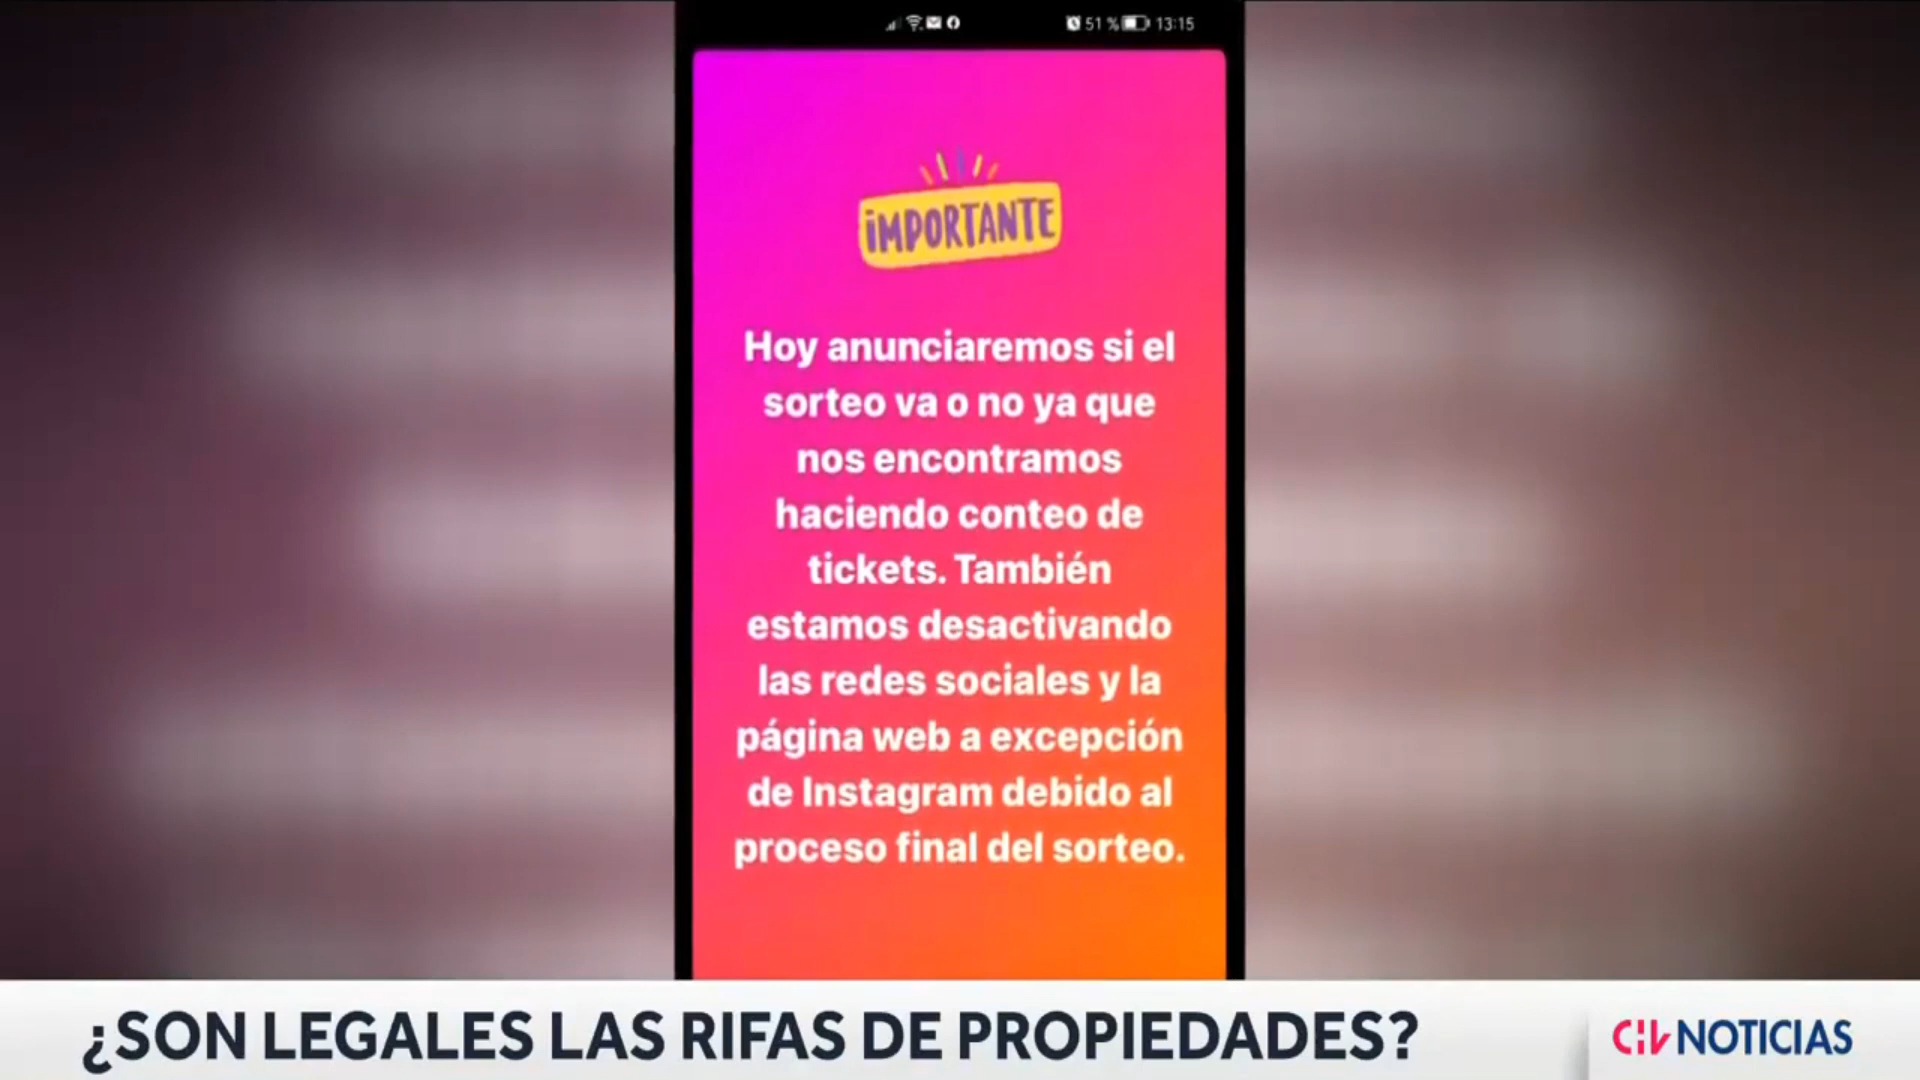 51 % 13:15
iMPORTANTE
Hoy anunciaremos si el
sorteo va o no ya que
nos encontramos
haciendo conteo de
tickets. También
estamos desactivando
las redes sociales y la
página web a excepción
de Instagram debido al
proceso final del sorteo.
¿SON LEGALES LAS RIFAS DE PROPIEDADES?
CHV NOTICIAS